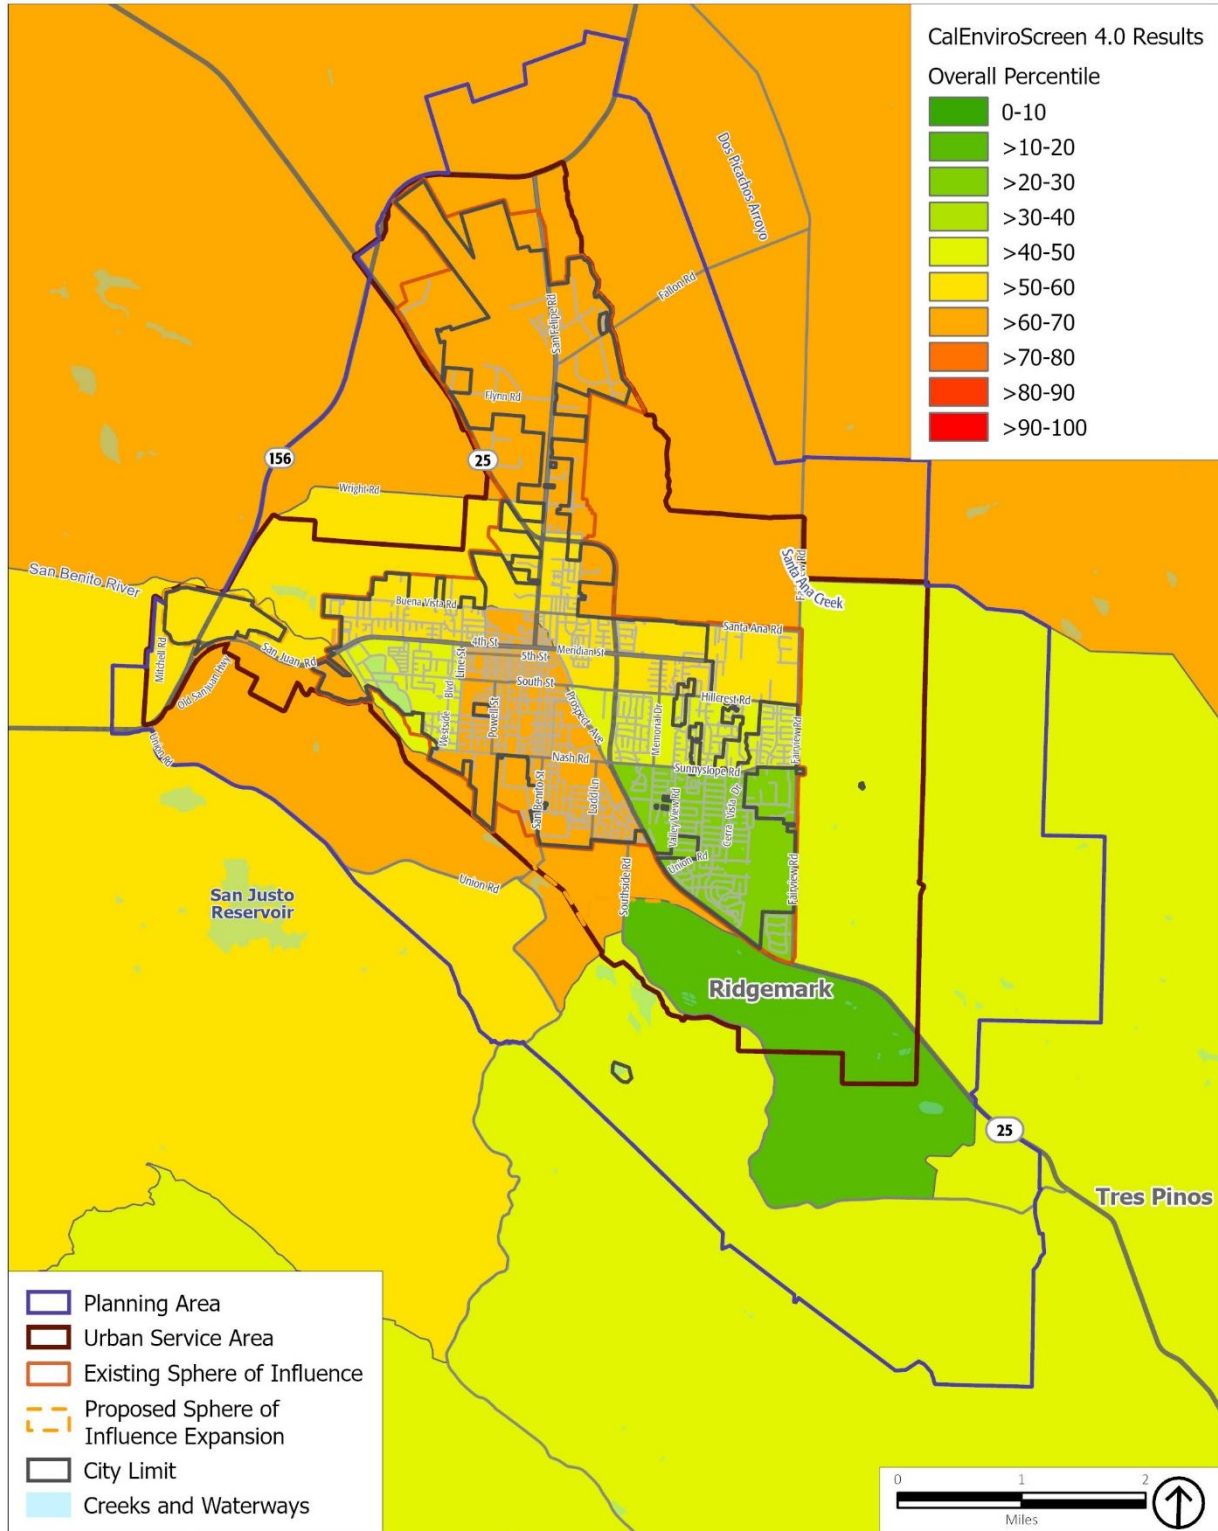 CalEnviroScreen 4.0 Results
Overall Percentile
0-10
>10-20
>20-30
>30-40
>40-50
>50-60
>60-70
>70-80
>80-90
>90-100
Dos Picachos Arroyo
Fallon Rd
San Felipe Rd
Flynn Rd
156
25
Wright Rd
San Benito River
Santa Ana Creek
Buena Vista Rd
Santa Ana Rd
4th St
Meridian St
5th St
Mitchell Rd
San Juan Rd
Old San Juan Hwy
Line St
South St
Hillcrest Rd
Westside Blvd
Powell St
Prospect Ave
Memorial Dr
Fairview Rd
Union Rd
Nash Rd
Sunnyslope Rd
San Benito St
Ladd Ln
Valley View Rd
Cerra Vista Dr
Union Rd
Fairview Rd
Southside Rd
Union Rd
San Justo
Reservoir
Ridgemark
25
Tres Pinos
Planning Area
Urban Service Area
Existing Sphere of Influence
Proposed Sphere of
Influence Expansion
City Limit
Creeks and Waterways
0 1 2
Miles